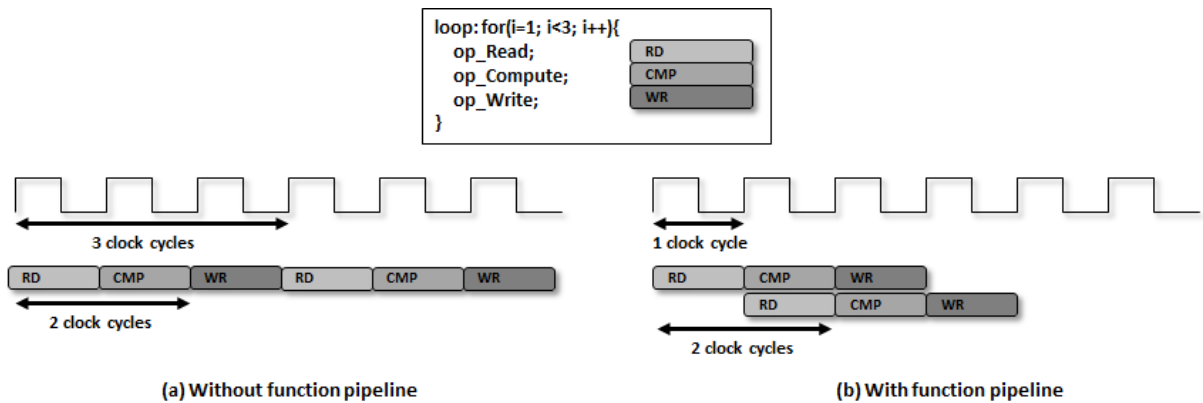 loop: for(i=1; i<3; i++){
op_Read; RD
op_Compute; CMP
op_Write; WR
}
3 clock cycles
RD CMP WR RD CMP WR
2 clock cycles
(a) Without function pipeline
1 clock cycle
RD CMP WR
RD CMP WR
2 clock cycles
(b) With function pipeline